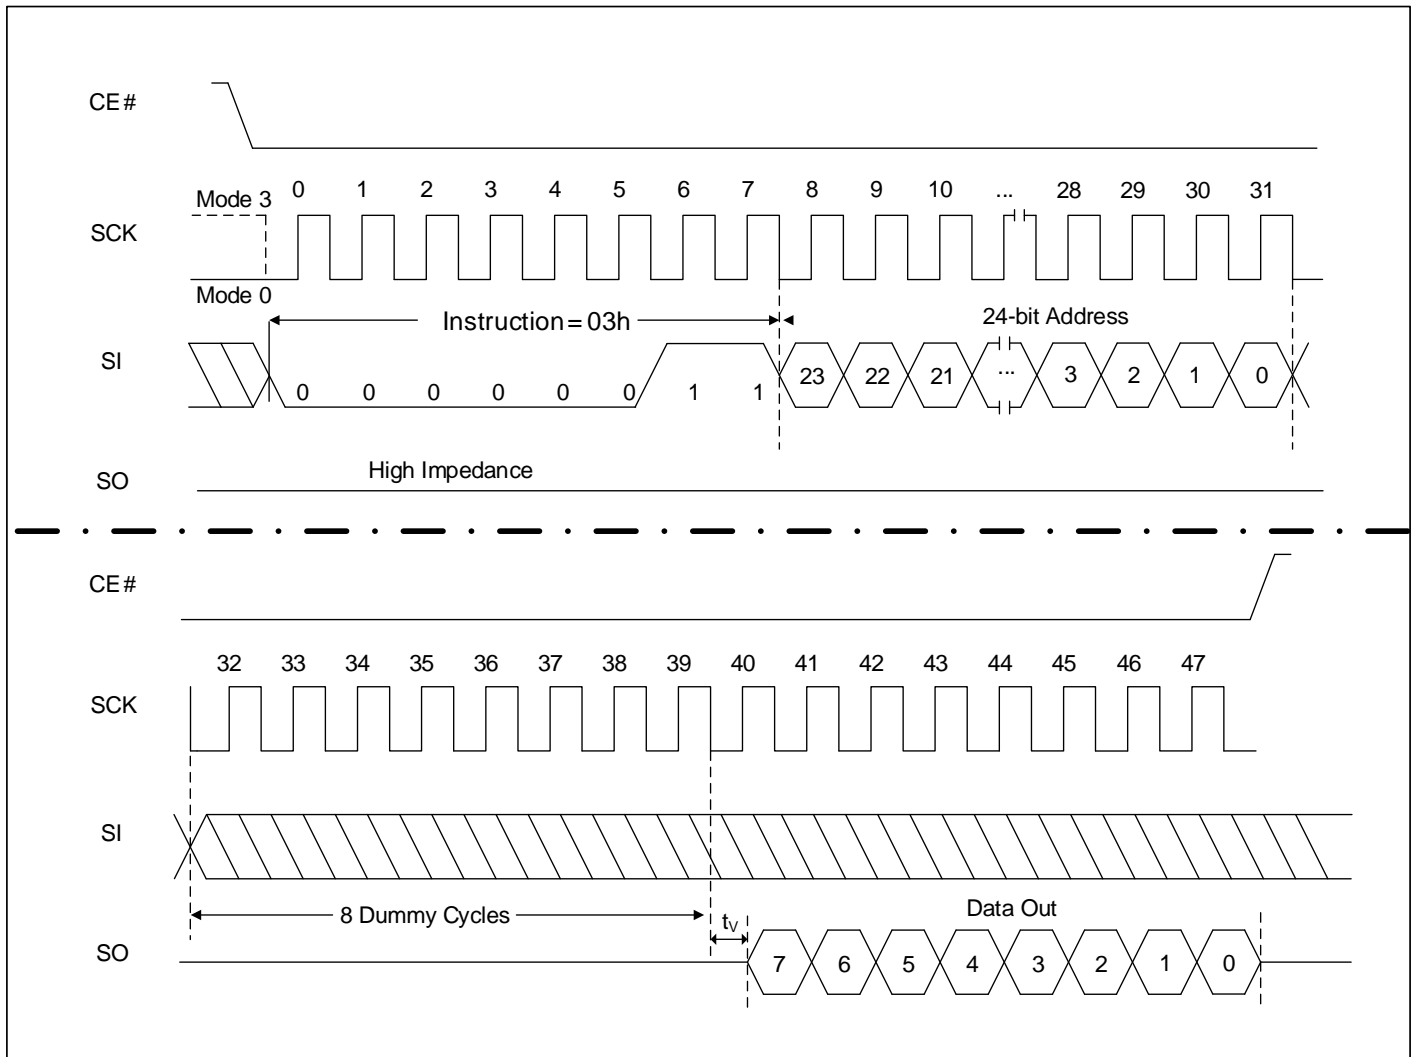 CE#
Mode 3 0 1 2 3 4 5 6 7 8 9 10 ... 28 29 30 31
SCK
Mode 0
Instruction = 03h 24-bit Address
SI
23 22 21 ... 3 2 1 0
0 0 0 0 0 0 1 1
High Impedance
SO
CE#
32 33 34 35 36 37 38 39 40 41 42 43 44 45 46 47
SCK
SI
8 Dummy Cycles tV Data Out
SO
7 6 5 4 3 2 1 0